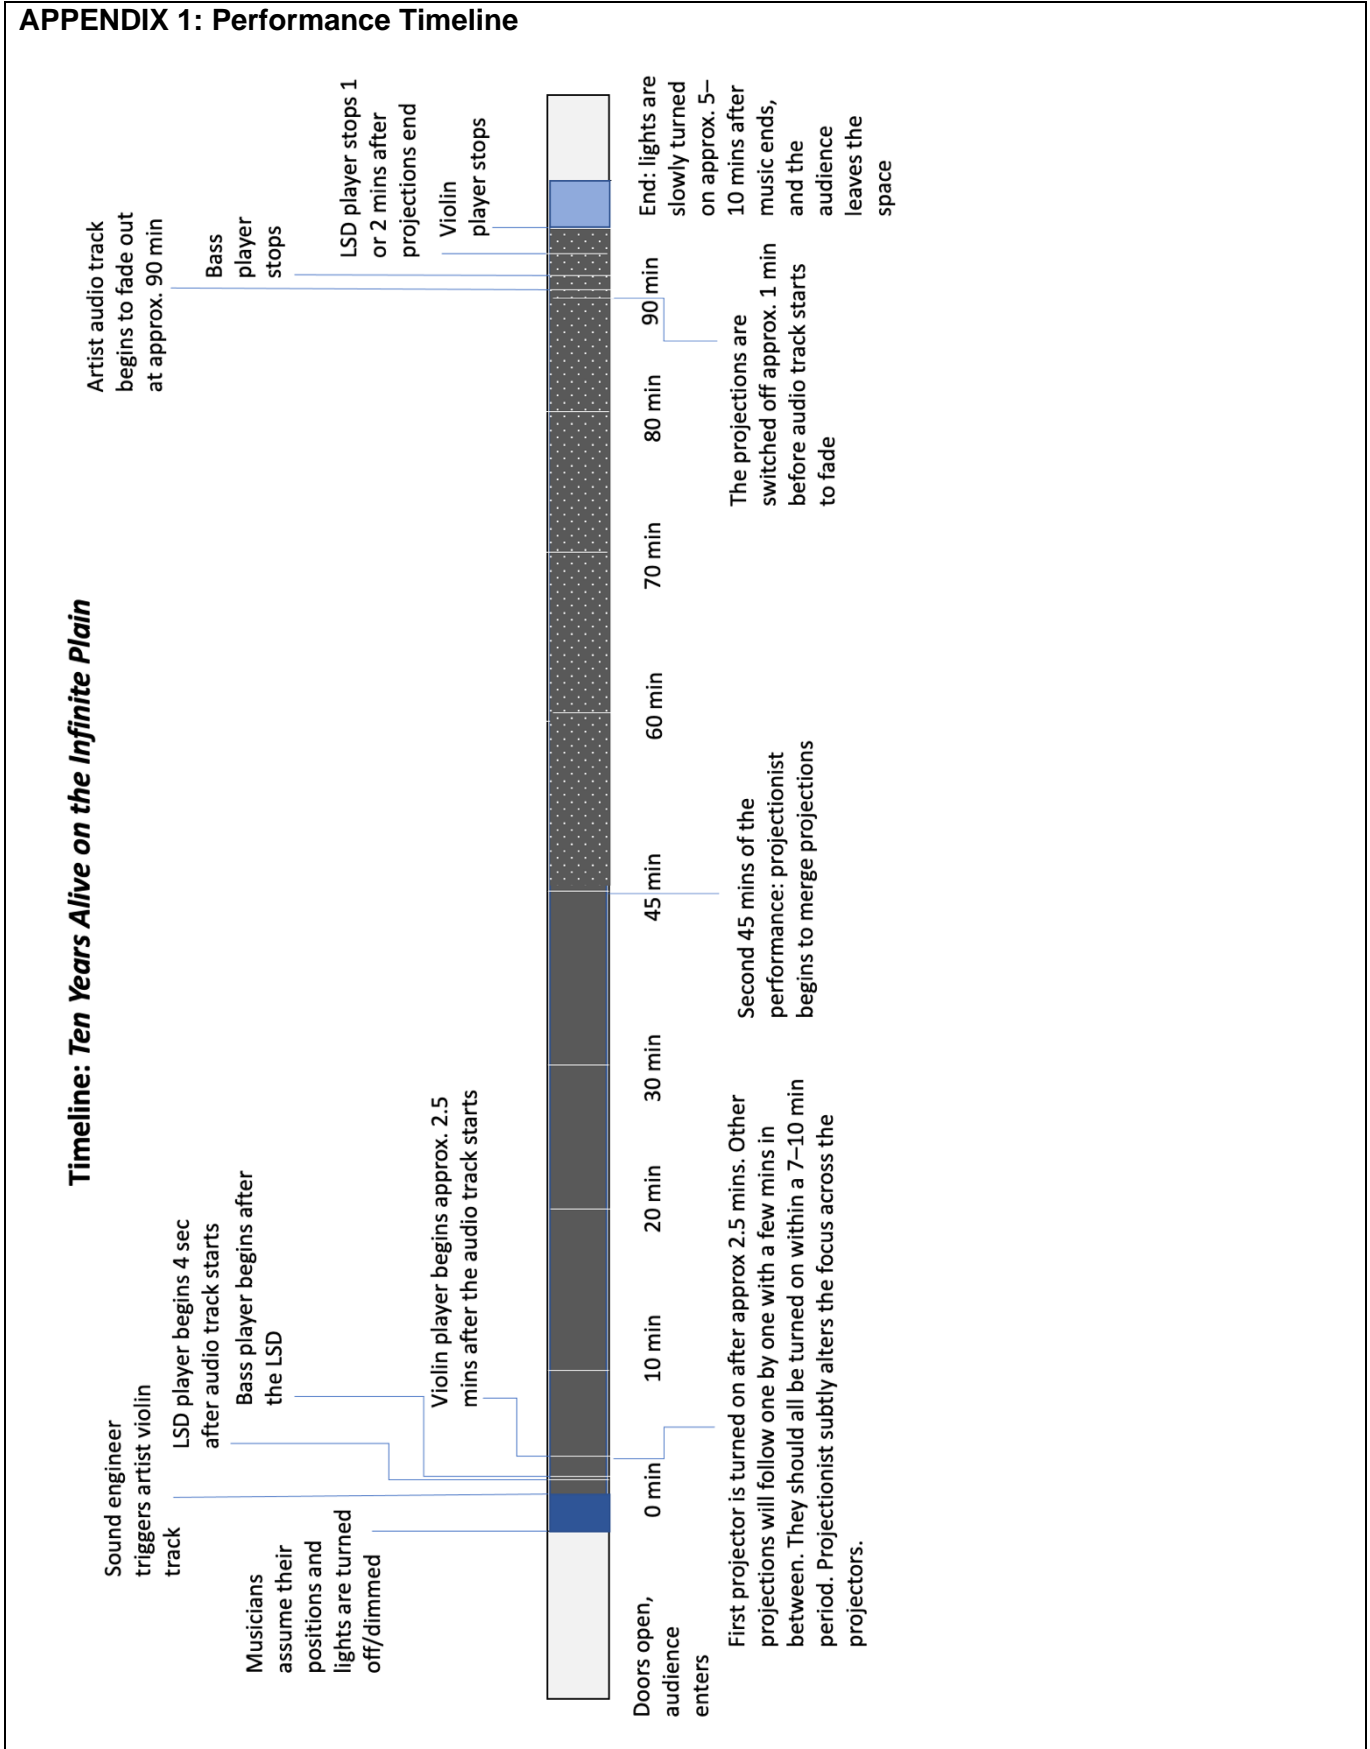 APPENDIX 1: Performance Timeline
Timeline: Ten Years Alive on the Infinite Plain
Sound engineer
triggers artist violin
track
Musicians
assume their
positions and
lights are turned
off/dimmed
LSD player begins 4 sec
after audio track starts
Bass player begins after
the LSD
Violin player begins approx. 2.5
mins after the audio track starts
Artist audio track
begins to fade out
at approx. 90 min
Bass
player
stops
LSD player stops 1
or 2 mins after
projections end
Violin
player stops
0 min
10 min
20 min
30 min
45 min
60 min
70 min
80 min
90 min
Doors open,
audience
enters
First projector is turned on after approx 2.5 mins. Other
projections will follow one by one with a few mins in
between. They should all be turned on within a 7–10 min
period. Projectionist subtly alters the focus across the
projectors.
Second 45 mins of the
performance: projectionist
begins to merge projections
The projections are
switched off approx. 1 min
before audio track starts
to fade
End: lights are
slowly turned
on approx. 5–
10 mins after
music ends,
and the
audience
leaves the
space